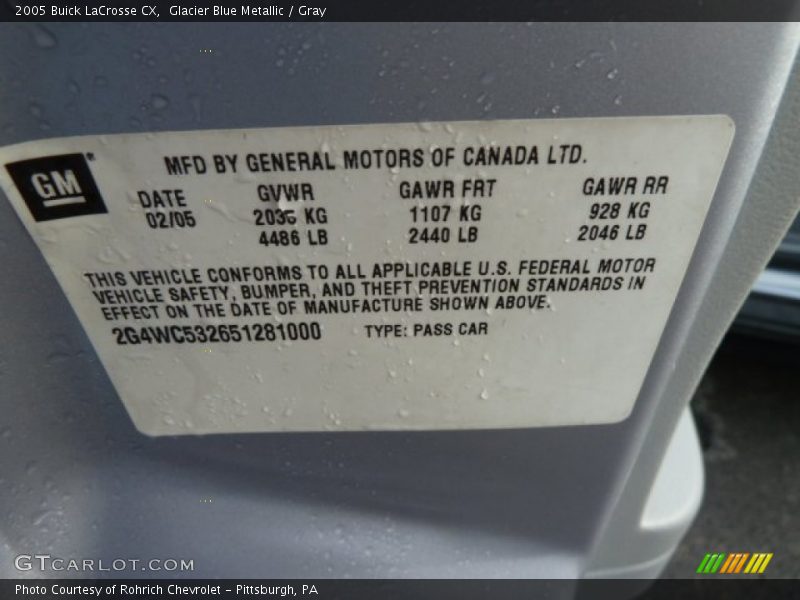 2005 Buick LaCrosse CX,  Glacier Blue Metallic / Gray
GM
MFD BY GENERAL MOTORS OF CANADA LTD.
DATE GVWR GAWR FRT GAWR RR
02/05 2035 KG 1107 KG 928 KG
4486 LB 2440 LB 2046 LB
THIS VEHICLE CONFORMS TO ALL APPLICABLE U.S. FEDERAL MOTOR
VEHICLE SAFETY, BUMPER, AND THEFT PREVENTION STANDARDS IN
EFFECT ON THE DATE OF MANUFACTURE SHOWN ABOVE.
2G4WC532651281000 TYPE: PASS CAR
GTCARLOT.COM
Photo Courtesy of Rohrich Chevrolet – Pittsburgh, PA